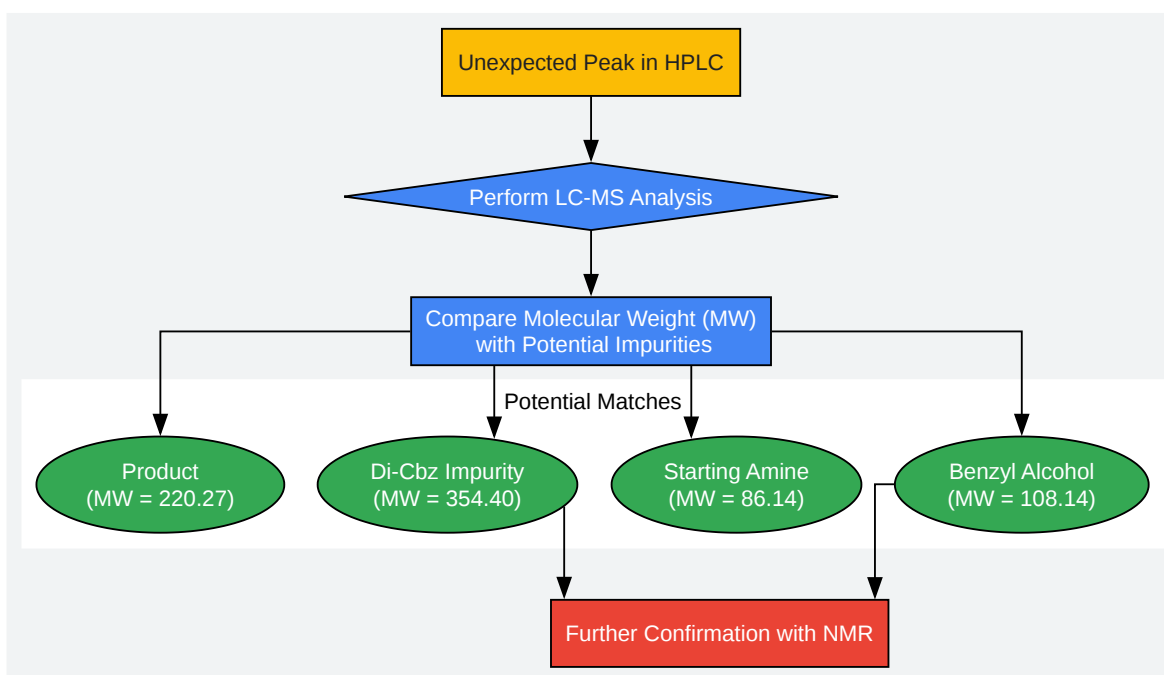 Unexpected Peak in HPLC
Perform LC-MS Analysis
Compare Molecular Weight (MW)
with Potential Impurities
Potential Matches
Product
(MW = 220.27)
Di-Cbz Impurity
(MW = 354.40)
Starting Amine
(MW = 86.14)
Benzyl Alcohol
(MW = 108.14)
Further Confirmation with NMR